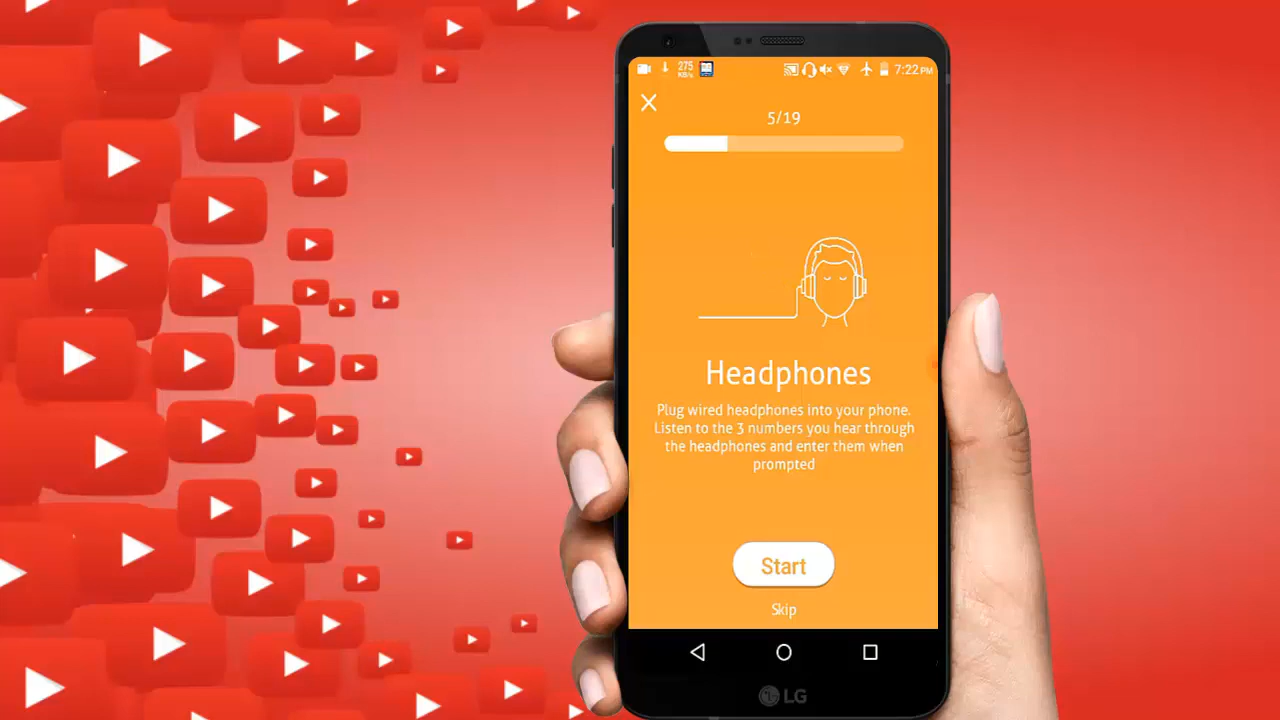 275
KB/s
7:22 PM
5/19
Headphones
Plug wired headphones into your phone.
Listen to the 3 numbers you hear through
the headphones and enter them when
prompted
Start
Skip
LG